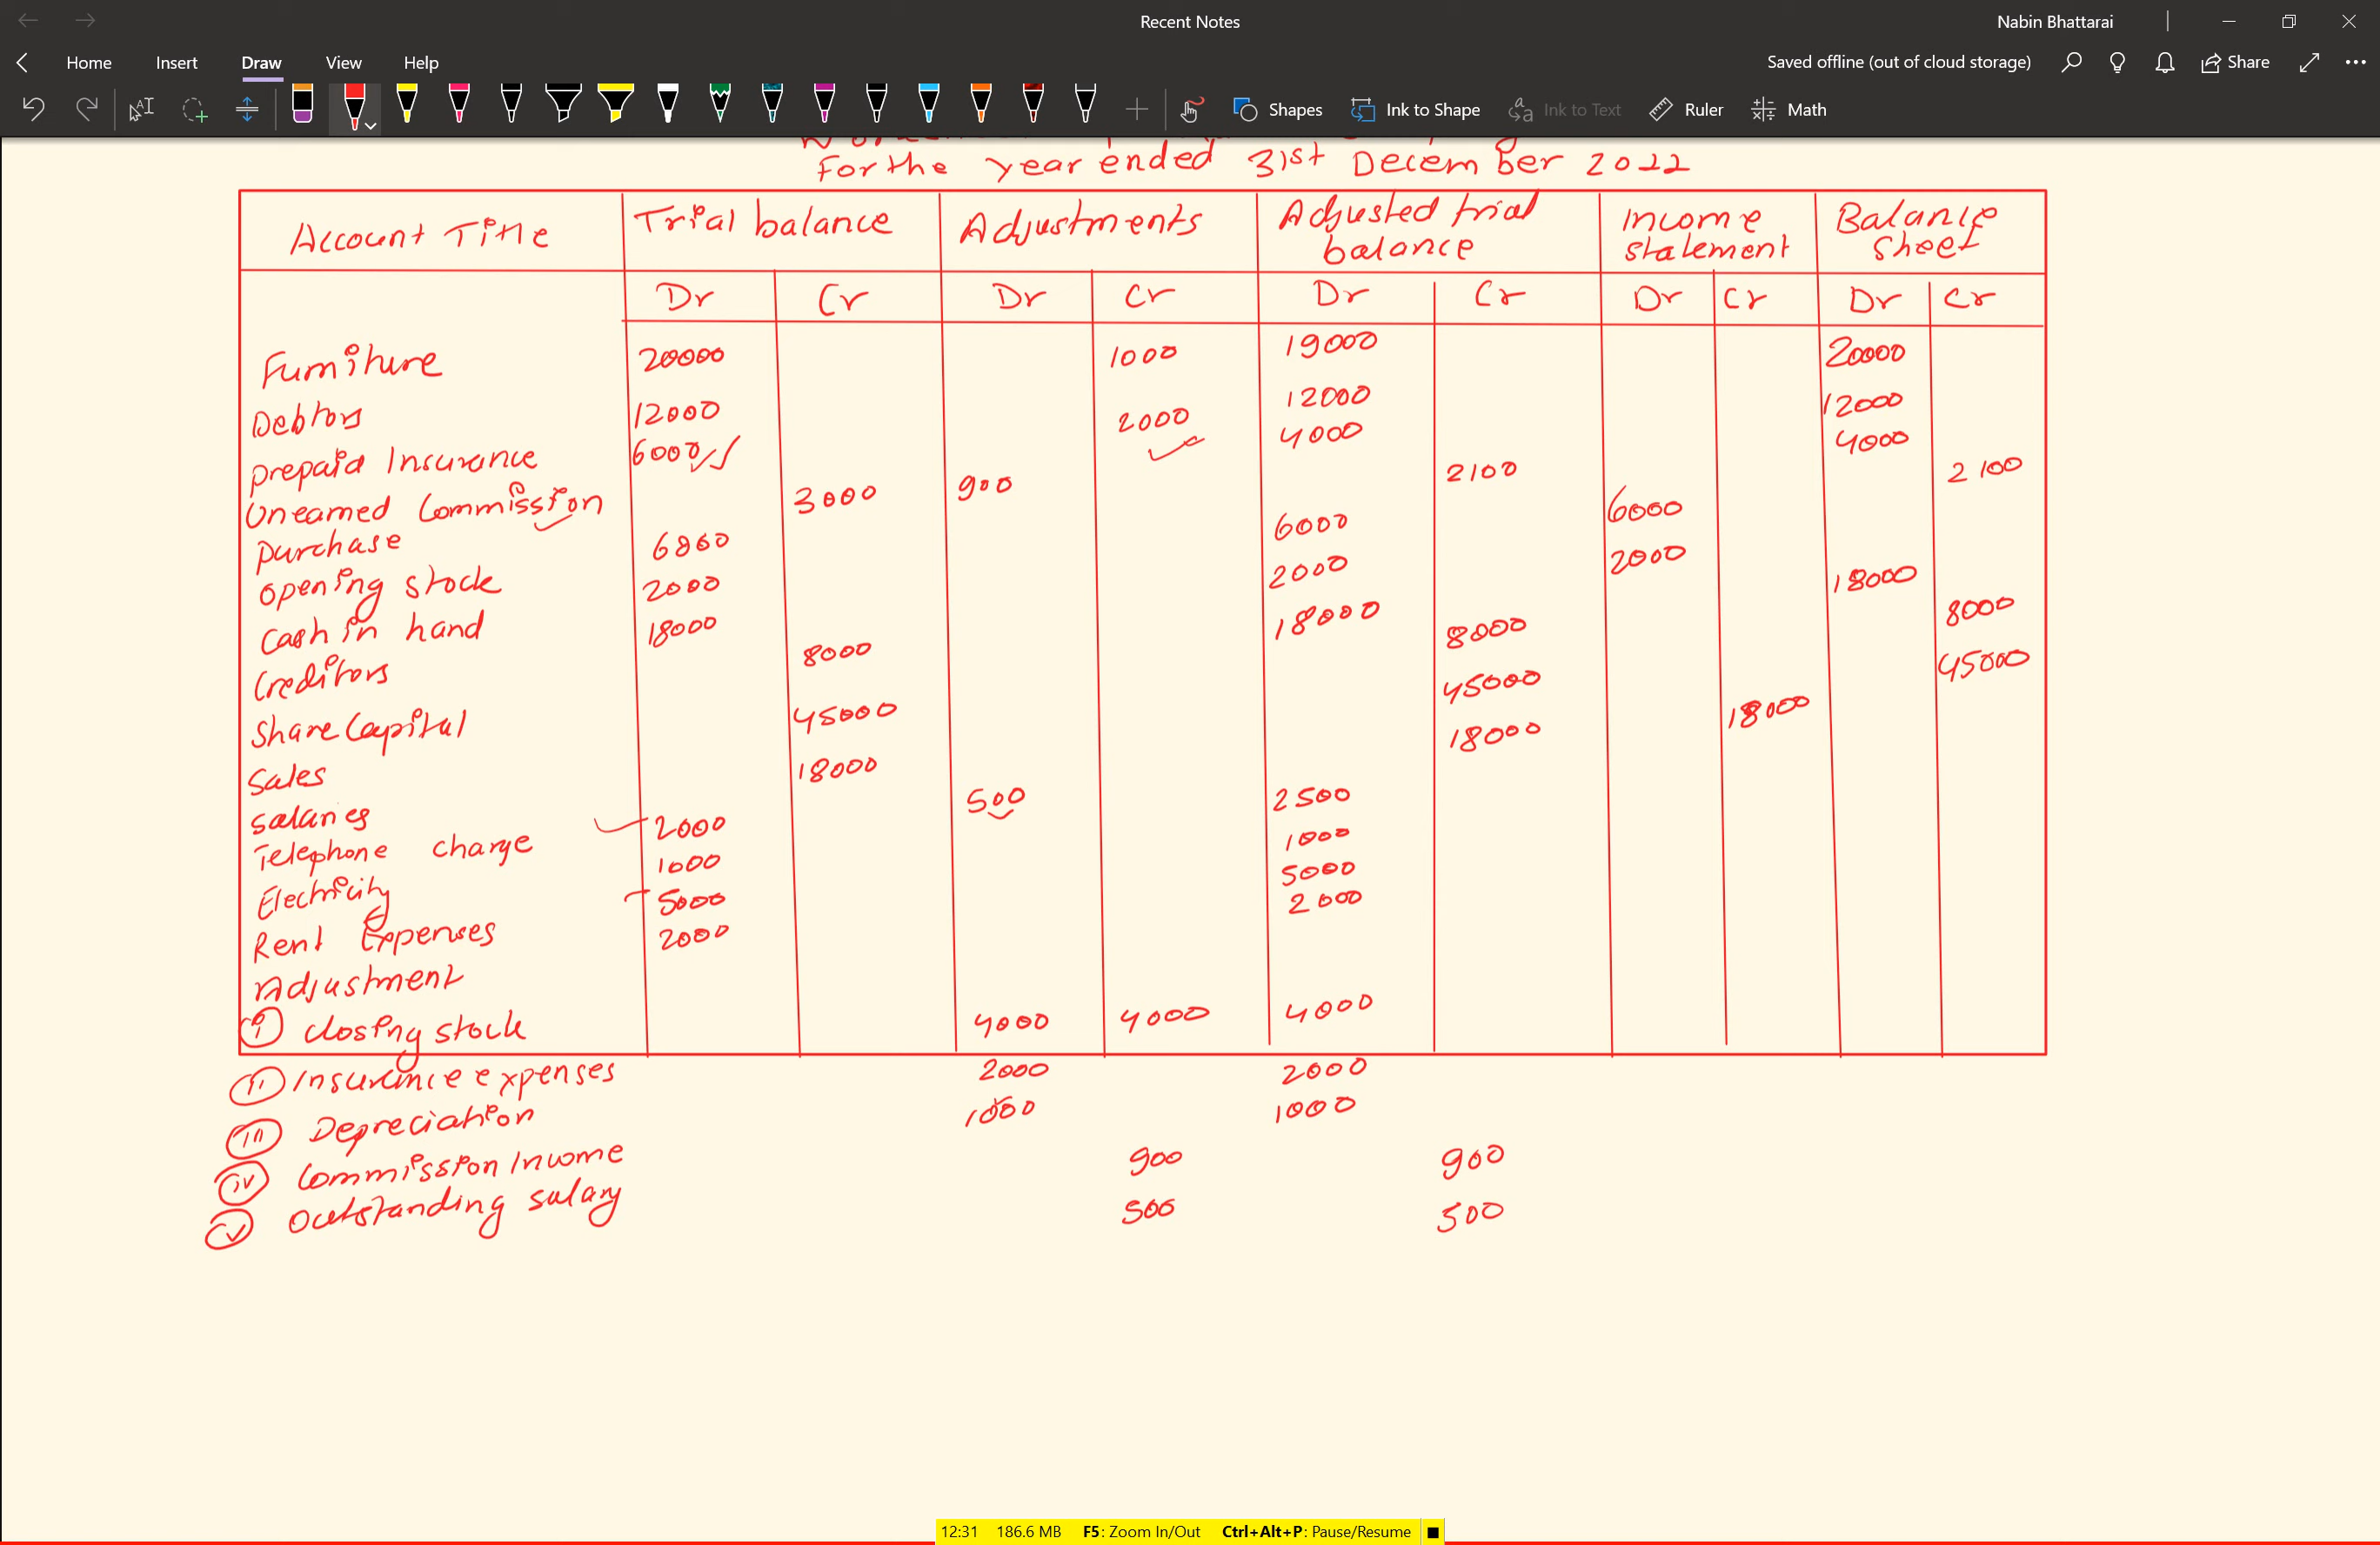 Recent Notes
Nabin Bhattarai
Home Insert Draw View Help
Saved offline (out of cloud storage)
Share
Shapes Ink to Shape Ink to Text Ruler Math
For the year ended 31st December 2022
Account Title Trial balance Adjustments Adjusted trial balance Income statement Balance sheet
Dr Cr Dr Cr Dr Cr Dr Cr Dr Cr
Furniture 20000 1000 19000 20000
Debtors 12000 12000 12000
prepaid Insurance 6000 2000 4000 4000
Unearned Commission 3000 900 2100 2100
purchase 6000 6000 6000
opening stock 2000 2000 2000
Cash in hand 18000 18000 18000
Creditors 8000 8000 8000
Share Capital 45000 45000 45000
Sales 18000 18000 18000
salaries 2000 500 2500
Telephone charge 1000 1000
Electricity 5000 5000
Rent Expenses 2000 2000
Adjustment
i closing stock 4000 4000 4000
ii Insurance expenses 2000 2000
iii Depreciation 1000 1000
iv Commission Income 900 900
v outstanding salary 500 500
12:31 186.6 MB F5: Zoom In/Out Ctrl+Alt+P: Pause/Resume